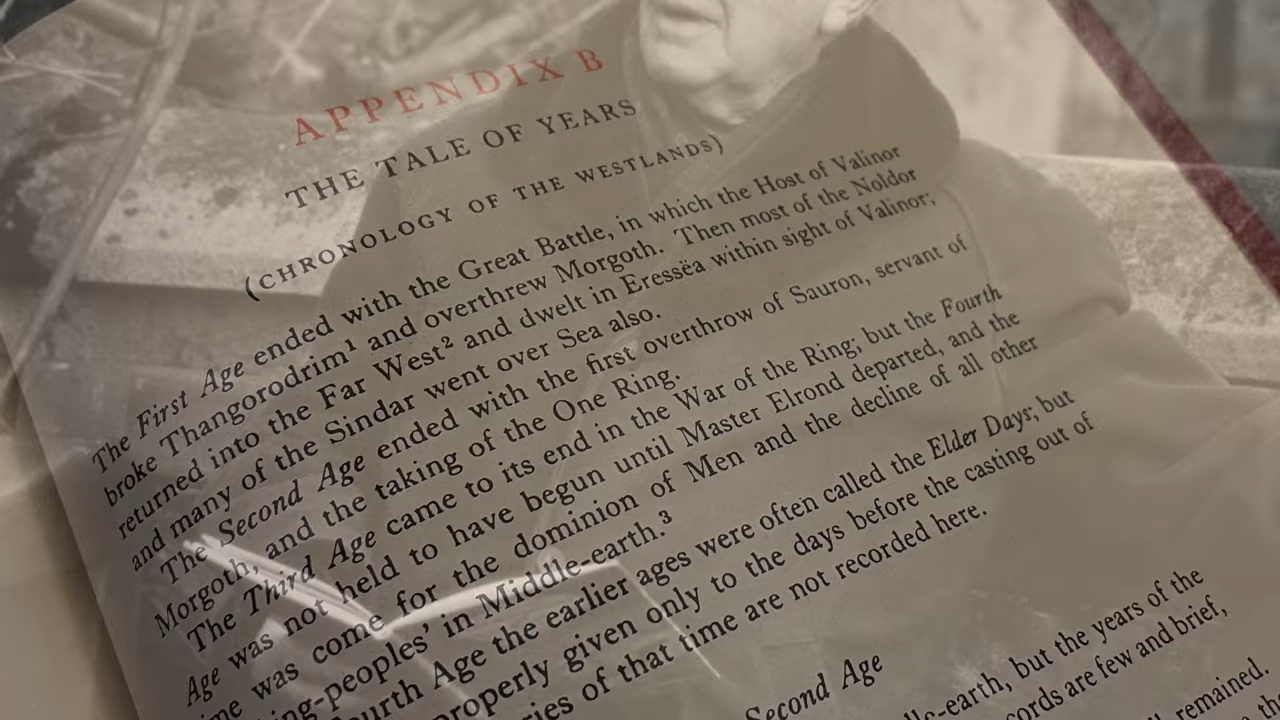 APPENDIX B
THE TALE OF YEARS
(CHRONOLOGY OF THE WESTLANDS)
The First Age ended with the Great Battle, in which the Host of Valinor
broke Thangorodrim¹ and overthrew Morgoth. Then most of the Noldor
returned into the Far West² and dwelt in Eressëa within sight of Valinor;
and many of the Sindar went over Sea also.
The Second Age ended with the first overthrow of Sauron, servant of
Morgoth, and the taking of the One Ring.
The Third Age came to its end in the War of the Ring; but the Fourth
Age was not held to have begun until Master Elrond departed, and the
me was come for the dominion of Men and the decline of all other
ing-peoples' in Middle-earth.³
ourth Age the earlier ages were often called the Elder Days; but
properly given only to the days before the casting out of
ries of that time are not recorded here.
Second Age
lle-earth, but the years of the
cords are few and brief,
remained.